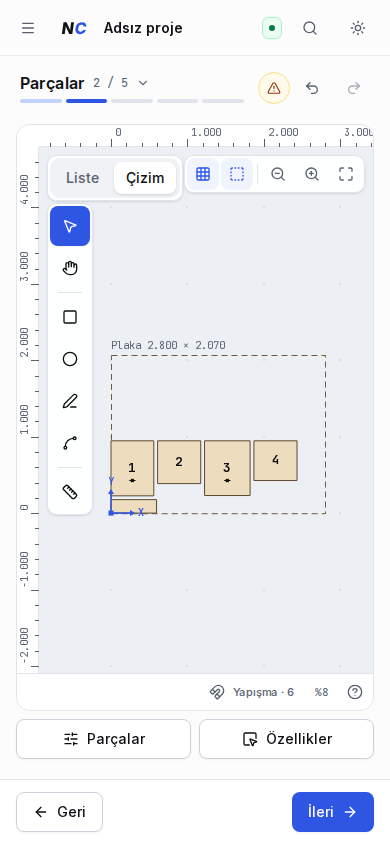 NC Adsız proje
Parçalar 2 / 5
0 1.000 2.000 3.000
Liste Çizim
4.000
3.000
2.000
1.000
0
-1.000
-2.000
Plaka 2.800 × 2.070
1 2 3 4
Y
X
Yapışma · 6 %8
Parçalar Özellikler
Geri İleri